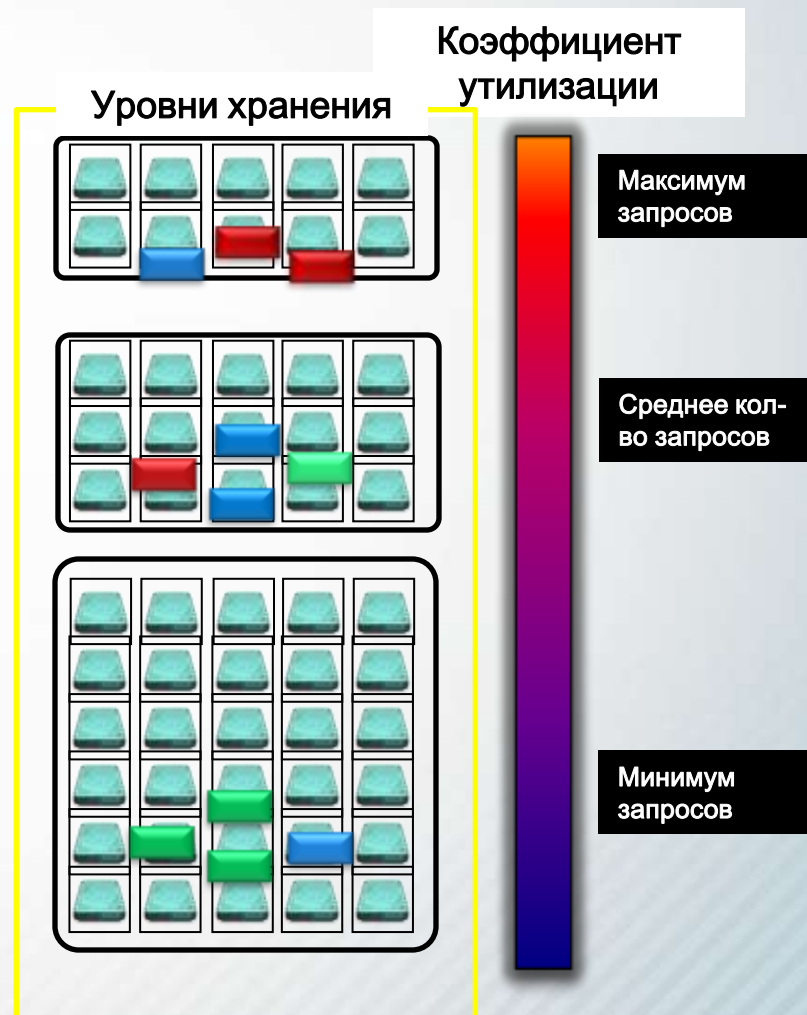 Коэффициент
утилизации
Уровни хранения
Максимум
запросов
Среднее кол-
во запросов
Минимум
запросов